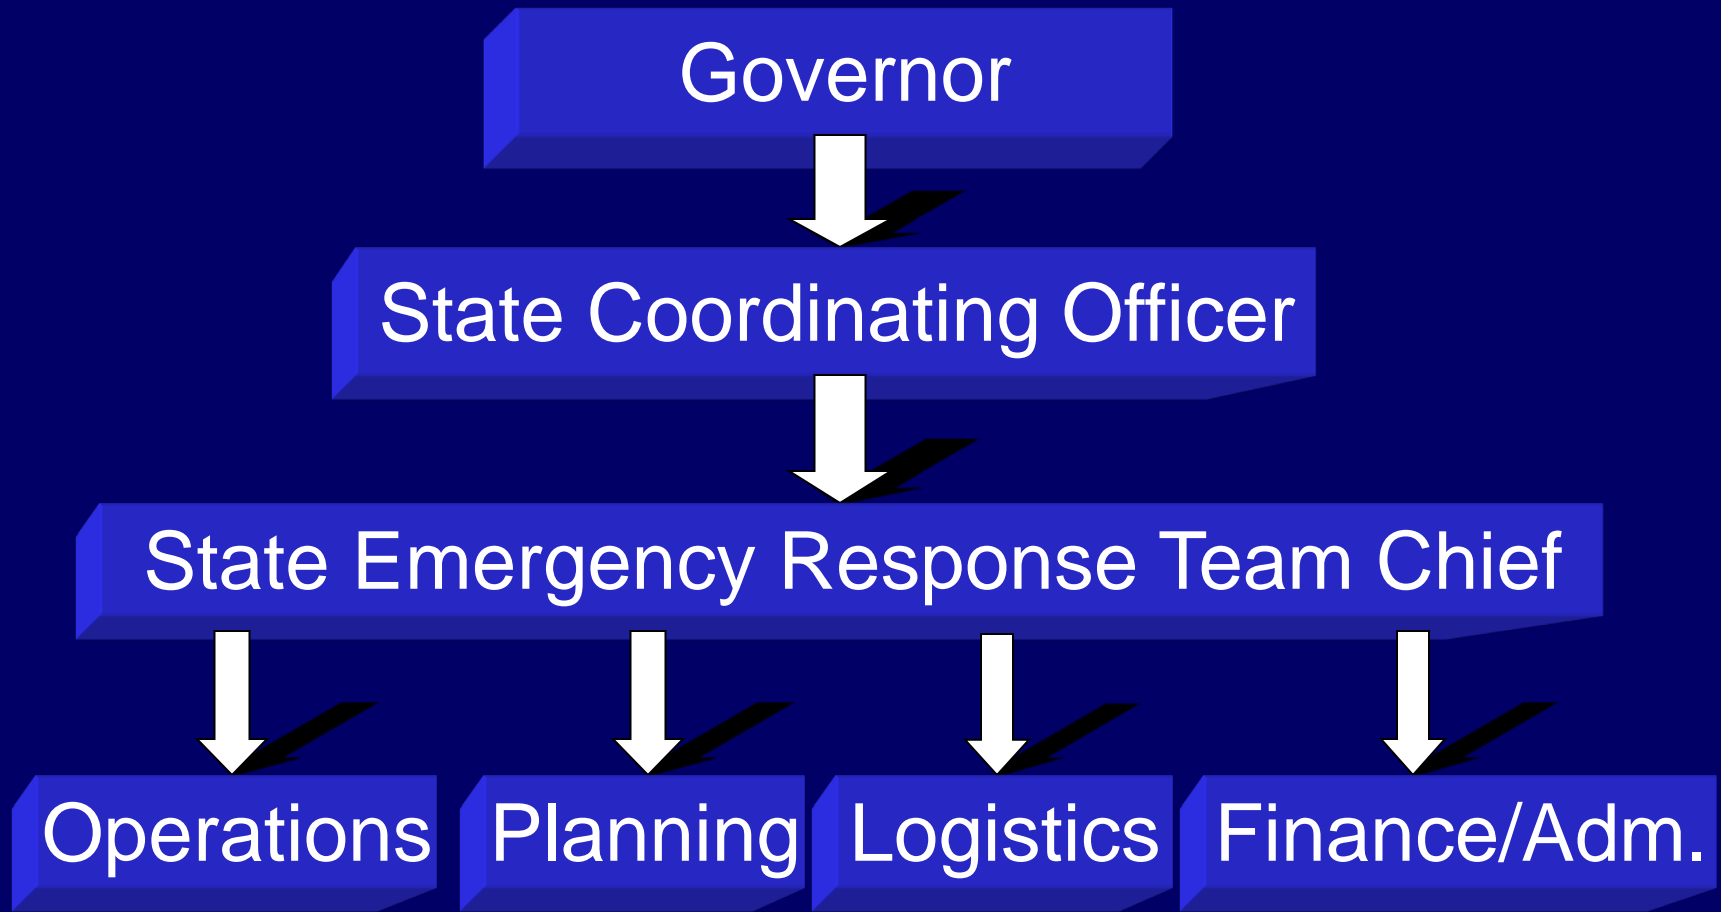 Governor
State Coordinating Officer
State Emergency Response Team Chief
Operations
Planning
Logistics
Finance/Adm.